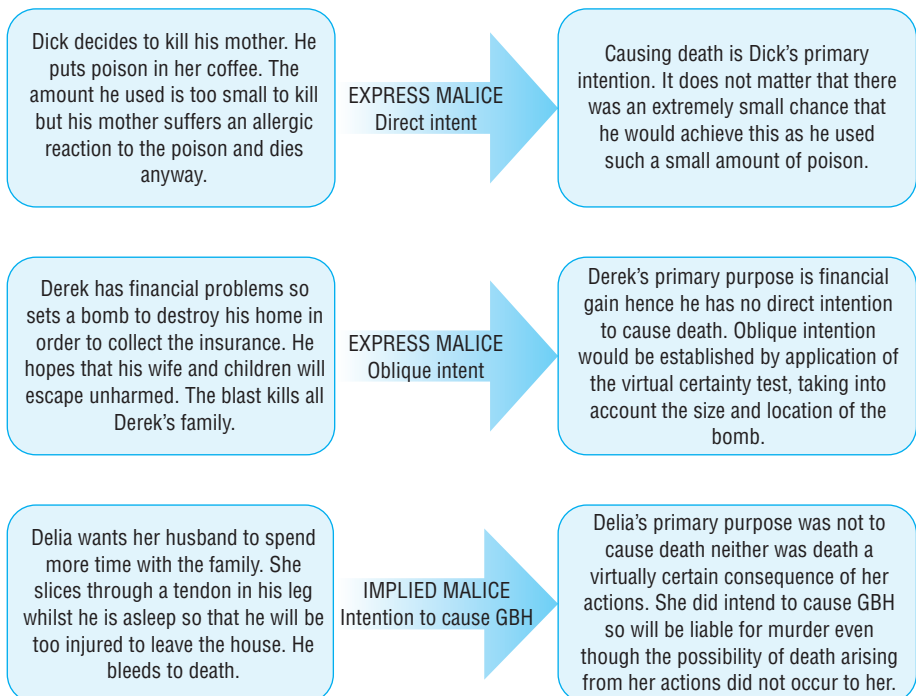 Dick decides to kill his mother. He
puts poison in her coffee. The
amount he used is too small to kill
but his mother suffers an allergic
reaction to the poison and dies
anyway.
EXPRESS MALICE
Direct intent
Causing death is Dick’s primary
intention. It does not matter that there
was an extremely small chance that
he would achieve this as he used
such a small amount of poison.
Derek has financial problems so
sets a bomb to destroy his home in
order to collect the insurance. He
hopes that his wife and children will
escape unharmed. The blast kills all
Derek’s family.
EXPRESS MALICE
Oblique intent
Derek’s primary purpose is financial
gain hence he has no direct intention
to cause death. Oblique intention
would be established by application of
the virtual certainty test, taking into
account the size and location of the
bomb.
Delia wants her husband to spend
more time with the family. She
slices through a tendon in his leg
whilst he is asleep so that he will be
too injured to leave the house. He
bleeds to death.
IMPLIED MALICE
Intention to cause GBH
Delia’s primary purpose was not to
cause death neither was death a
virtually certain consequence of her
actions. She did intend to cause GBH
so will be liable for murder even
though the possibility of death arising
from her actions did not occur to her.